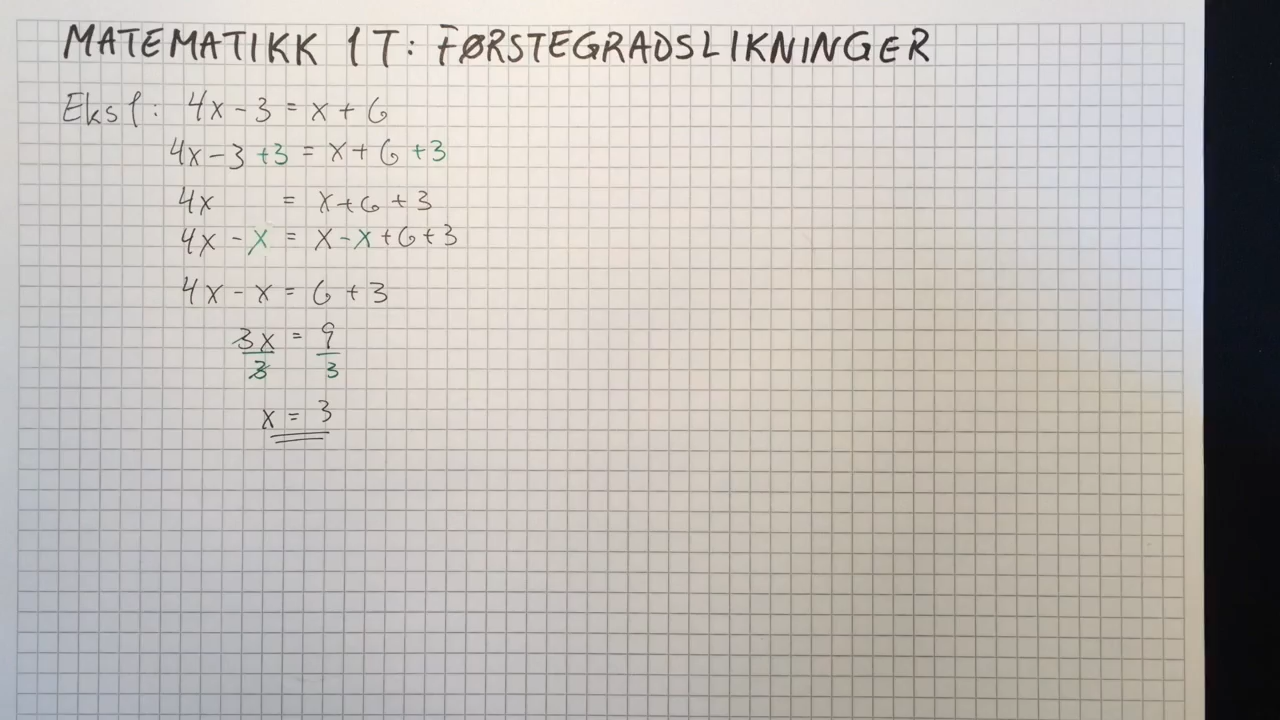 MATEMATIKK 1T: FØRSTEGRADSLIKNINGER
Eks 1: 4x - 3 = x + 6
4x - 3 + 3 = x + 6 + 3
4x = x + 6 + 3
4x - x = x - x + 6 + 3
4x - x = 6 + 3
3x/3 = 9/3
x = 3